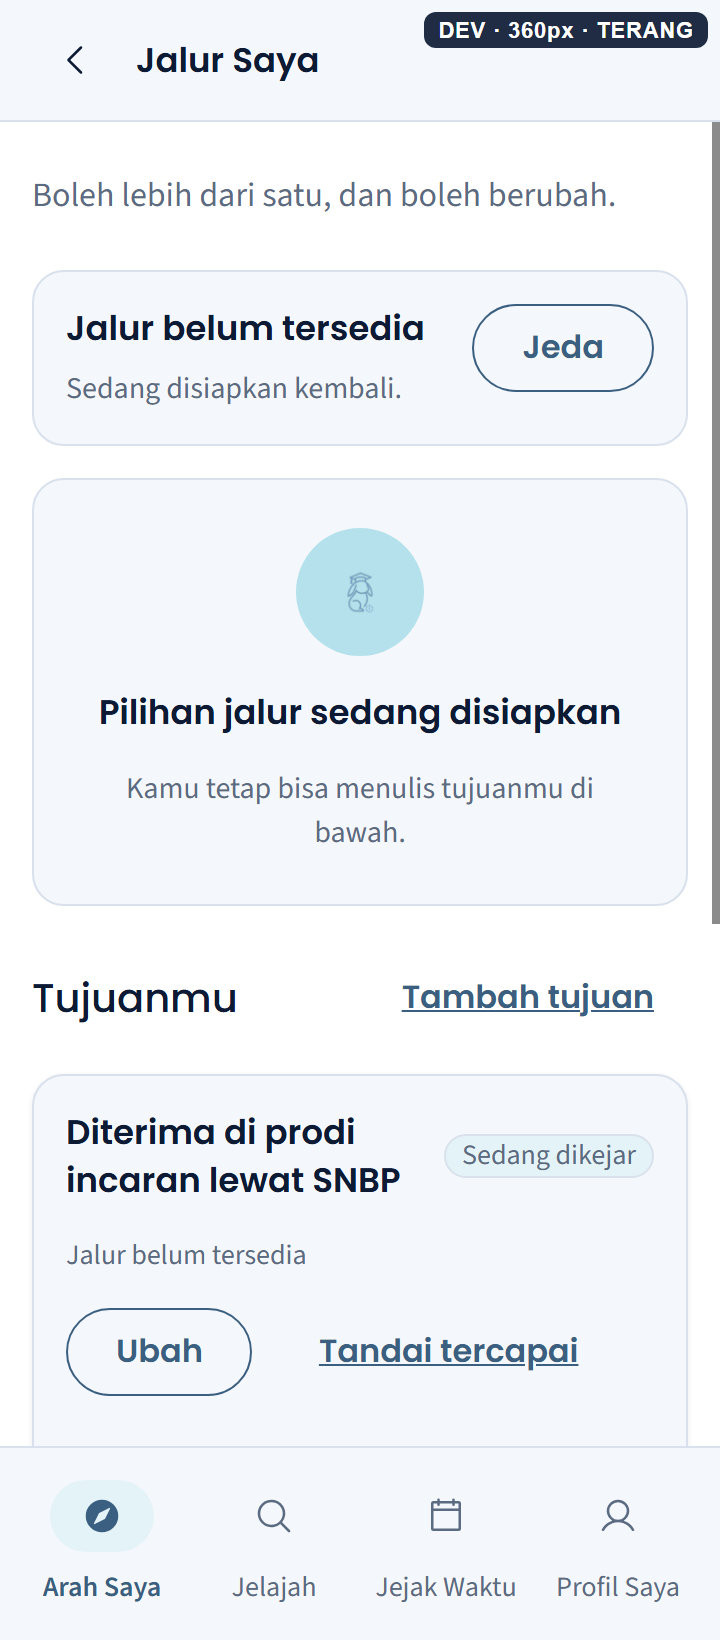 DEV · 360px · TERANG
Jalur Saya
Boleh lebih dari satu, dan boleh berubah.
Jalur belum tersedia
Jeda
Sedang disiapkan kembali.
Pilihan jalur sedang disiapkan
Kamu tetap bisa menulis tujuanmu di
bawah.
Tujuanmu
Tambah tujuan
Diterima di prodi
incaran lewat SNBP
Sedang dikejar
Jalur belum tersedia
Ubah
Tandai tercapai
Arah Saya
Jelajah
Jejak Waktu
Profil Saya